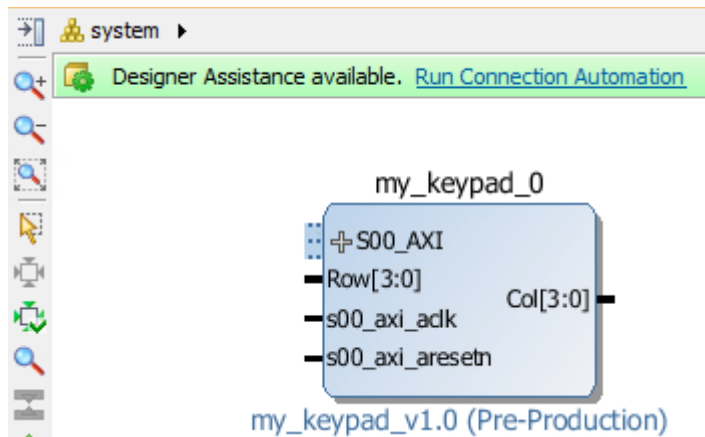 system
Designer Assistance available. Run Connection Automation
my_keypad_0
S00_AXI
Row[3:0]
Col[3:0]
s00_axi_aclk
s00_axi_aresetn
my_keypad_v1.0 (Pre-Production)